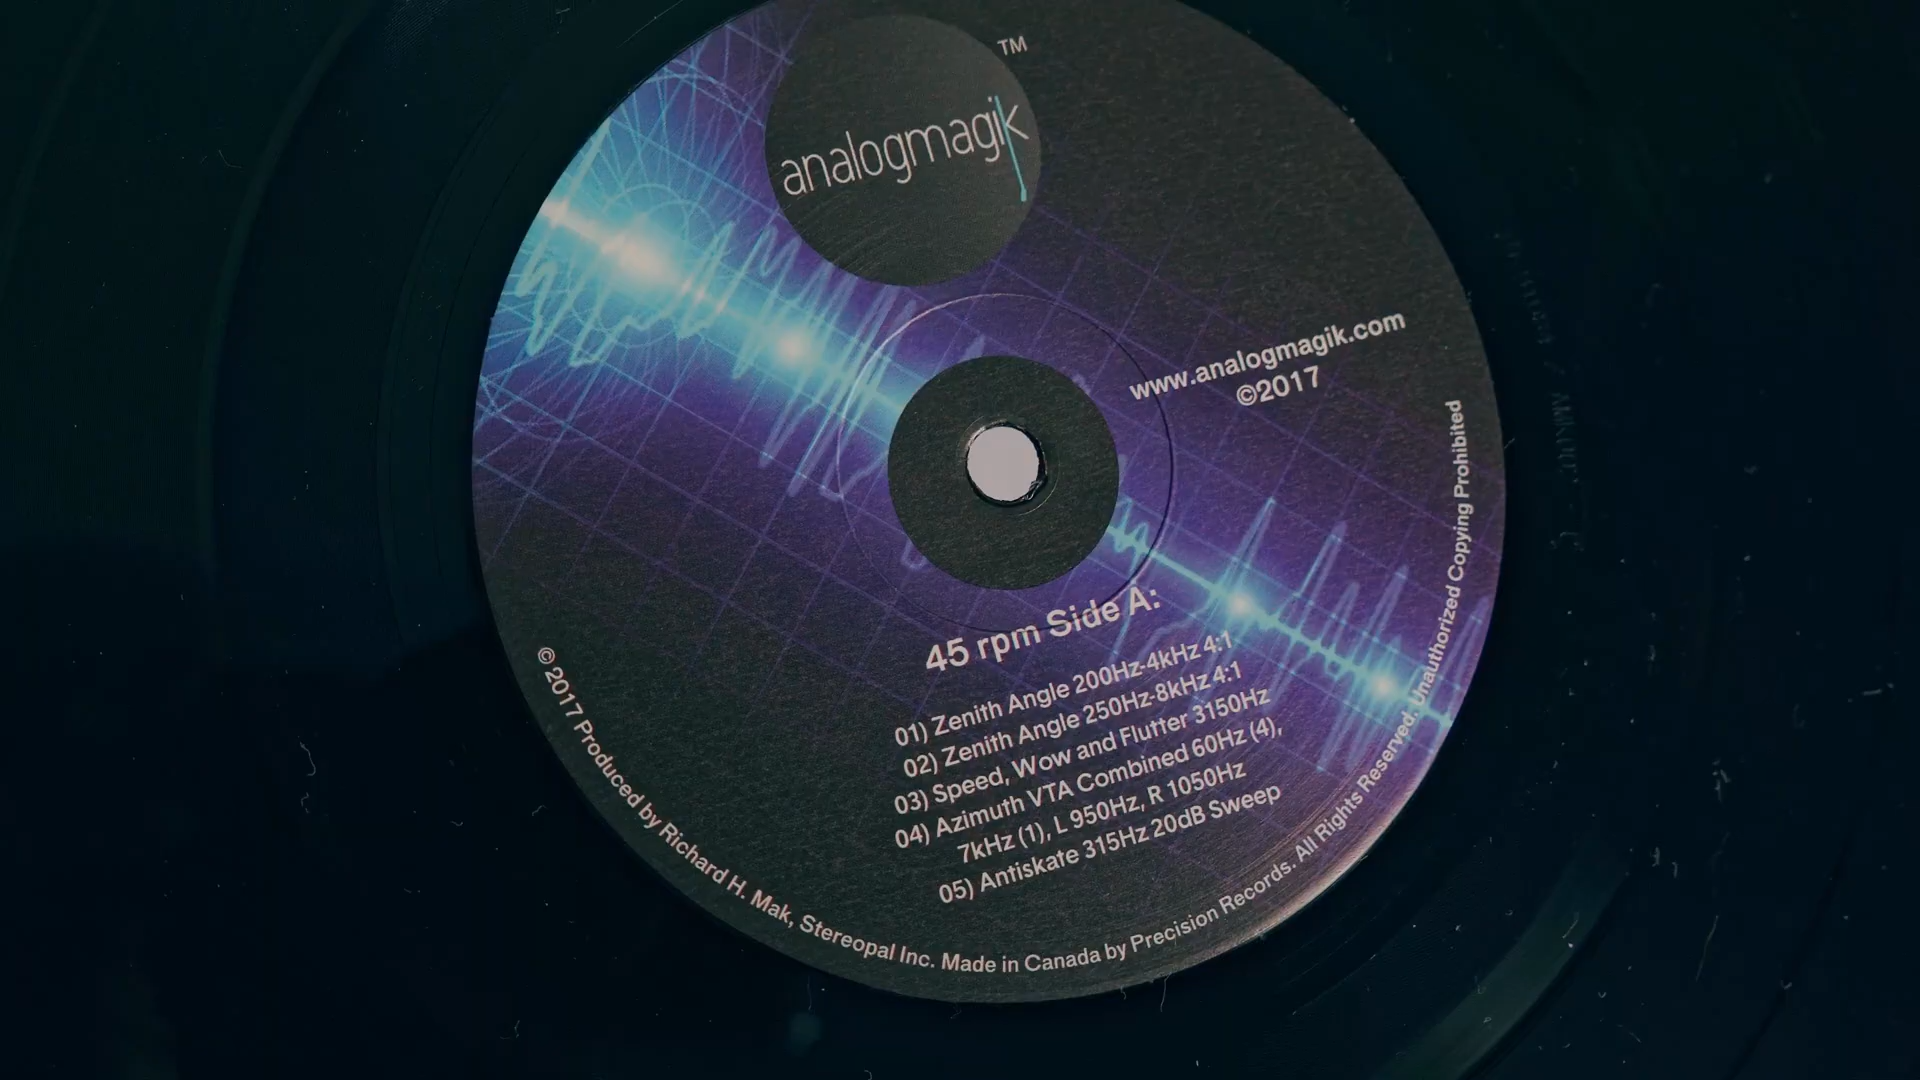 TM
analogmagik
www.analogmagik.com
©2017
45 rpm Side A:
01) Zenith Angle 200Hz-4kHz 4:1
02) Zenith Angle 250Hz-8kHz 4:1
03) Speed, Wow and Flutter 3150Hz
04) Azimuth VTA Combined 60Hz (4),
7kHz (1), L 950Hz, R 1050Hz
05) Antiskate 315Hz 20dB Sweep
© 2017 Produced by Richard H. Mak, Stereopal Inc. Made in Canada by Precision Records. All Rights Reserved. Unauthorized Copying Prohibited